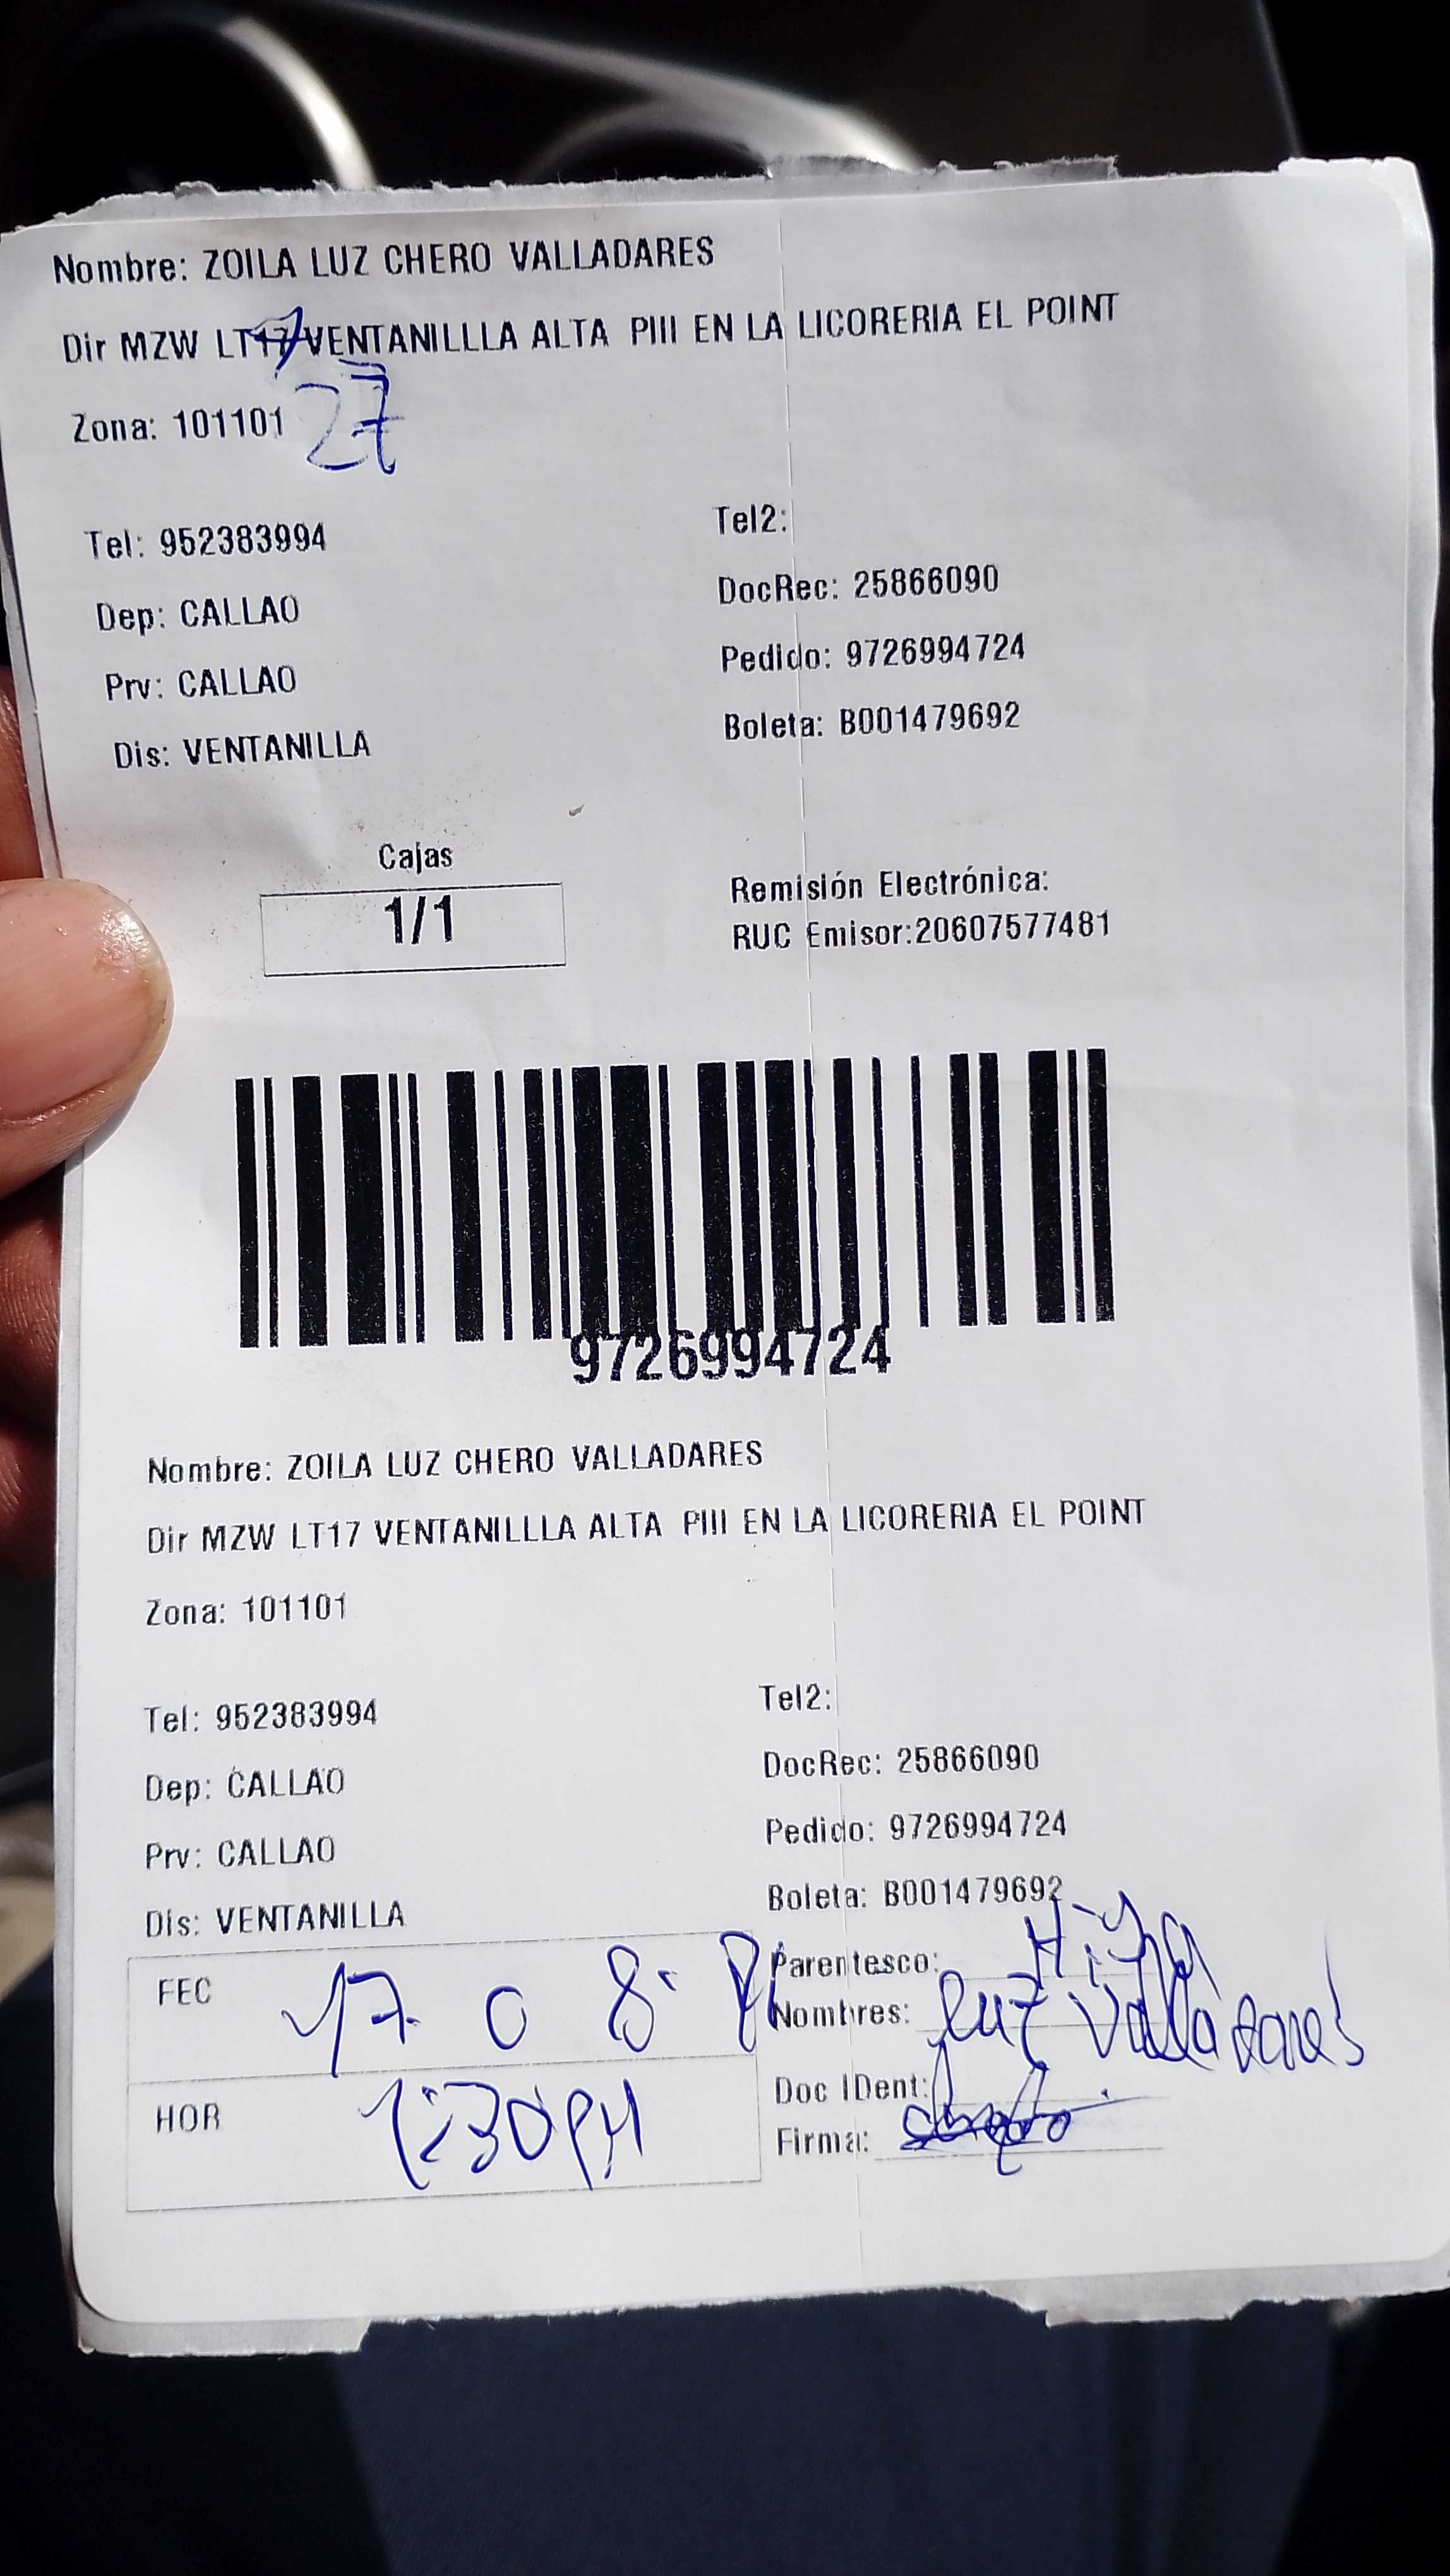 Nombre: ZOILA LUZ CHERO VALLADARES
Dir MZW LT17 VENTANILLLA ALTA PIII EN LA LICORERIA EL POINT
27
Zona: 101101
Tel: 952383994
Tel2:
Dep: CALLAO
DocRec: 25866090
Prv: CALLAO
Pedido: 9726994724
Dis: VENTANILLA
Boleta: B001479692
Cajas
1/1
Remisión Electrónica:
RUC Emisor:20607577481
9726994724
Nombre: ZOILA LUZ CHERO VALLADARES
Dir MZW LT17 VENTANILLLA ALTA PIII EN LA LICORERIA EL POINT
Zona: 101101
Tel: 952383994
Tel2:
Dep: CALLAO
DocRec: 25866090
Prv: CALLAO
Pedido: 9726994724
Dis: VENTANILLA
Boleta: B001479692
FEC 17 0 8
Parentesco: Hija
Nombres: Luz Valladares
HOR 1:30 PM
Doc IDent:
Firma: